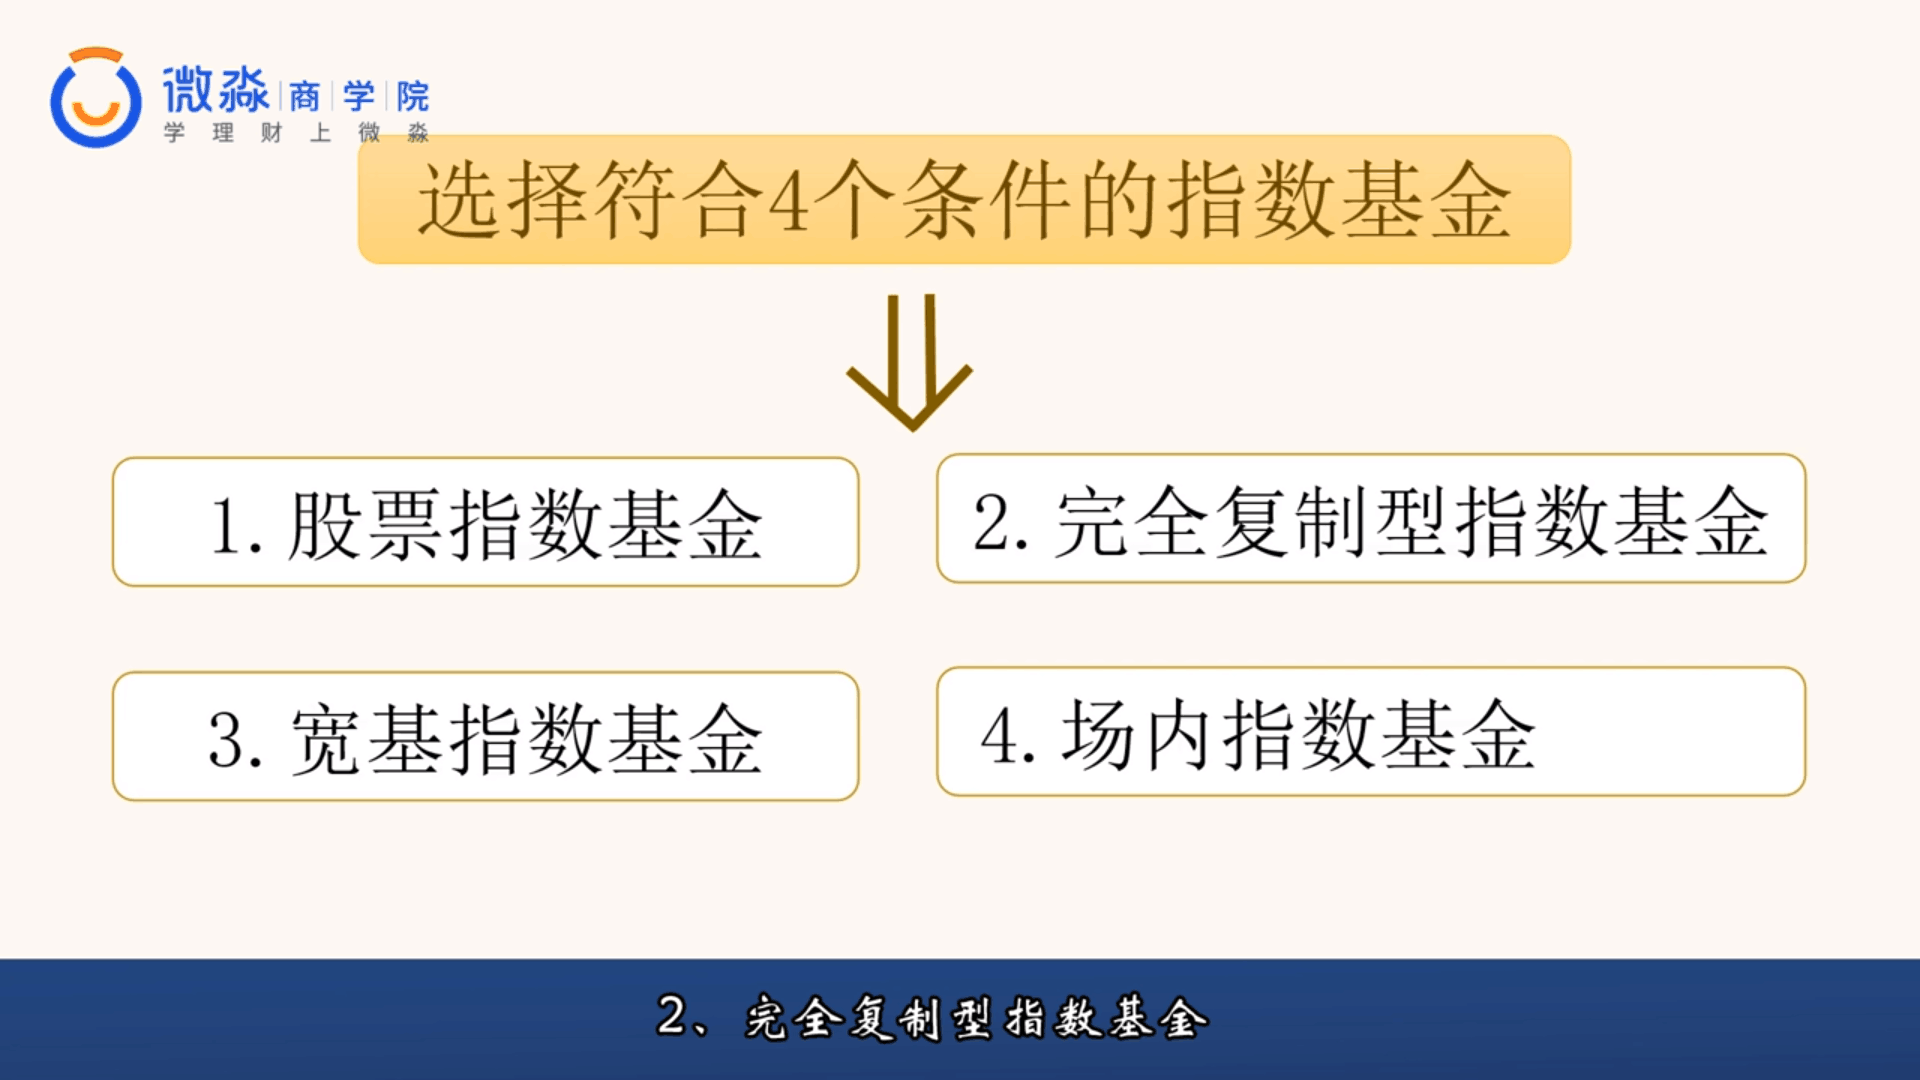 微淼商学院
学理财上微淼
选择符合4个条件的指数基金
1.股票指数基金
2.完全复制型指数基金
3.宽基指数基金
4.场内指数基金
2、完全复制型指数基金